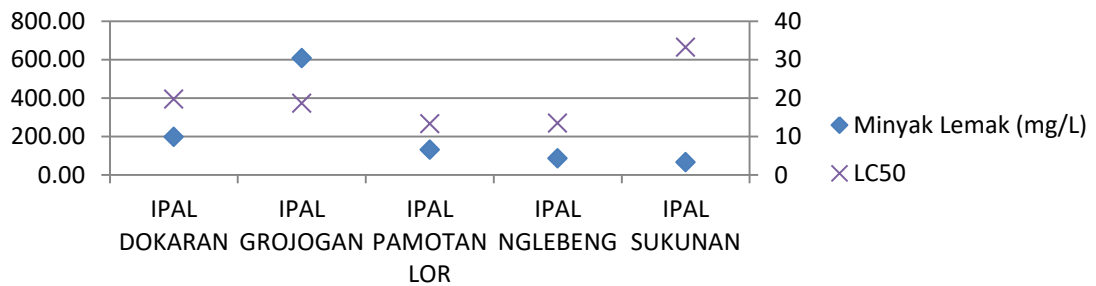 800.00
600.00
400.00
200.00
0.00
40
30
20
10
0
IPAL
DOKARAN
IPAL
GROJOGAN
IPAL
PAMOTAN
LOR
IPAL
NGLEBENG
IPAL
SUKUNAN
Minyak Lemak (mg/L)
LC50